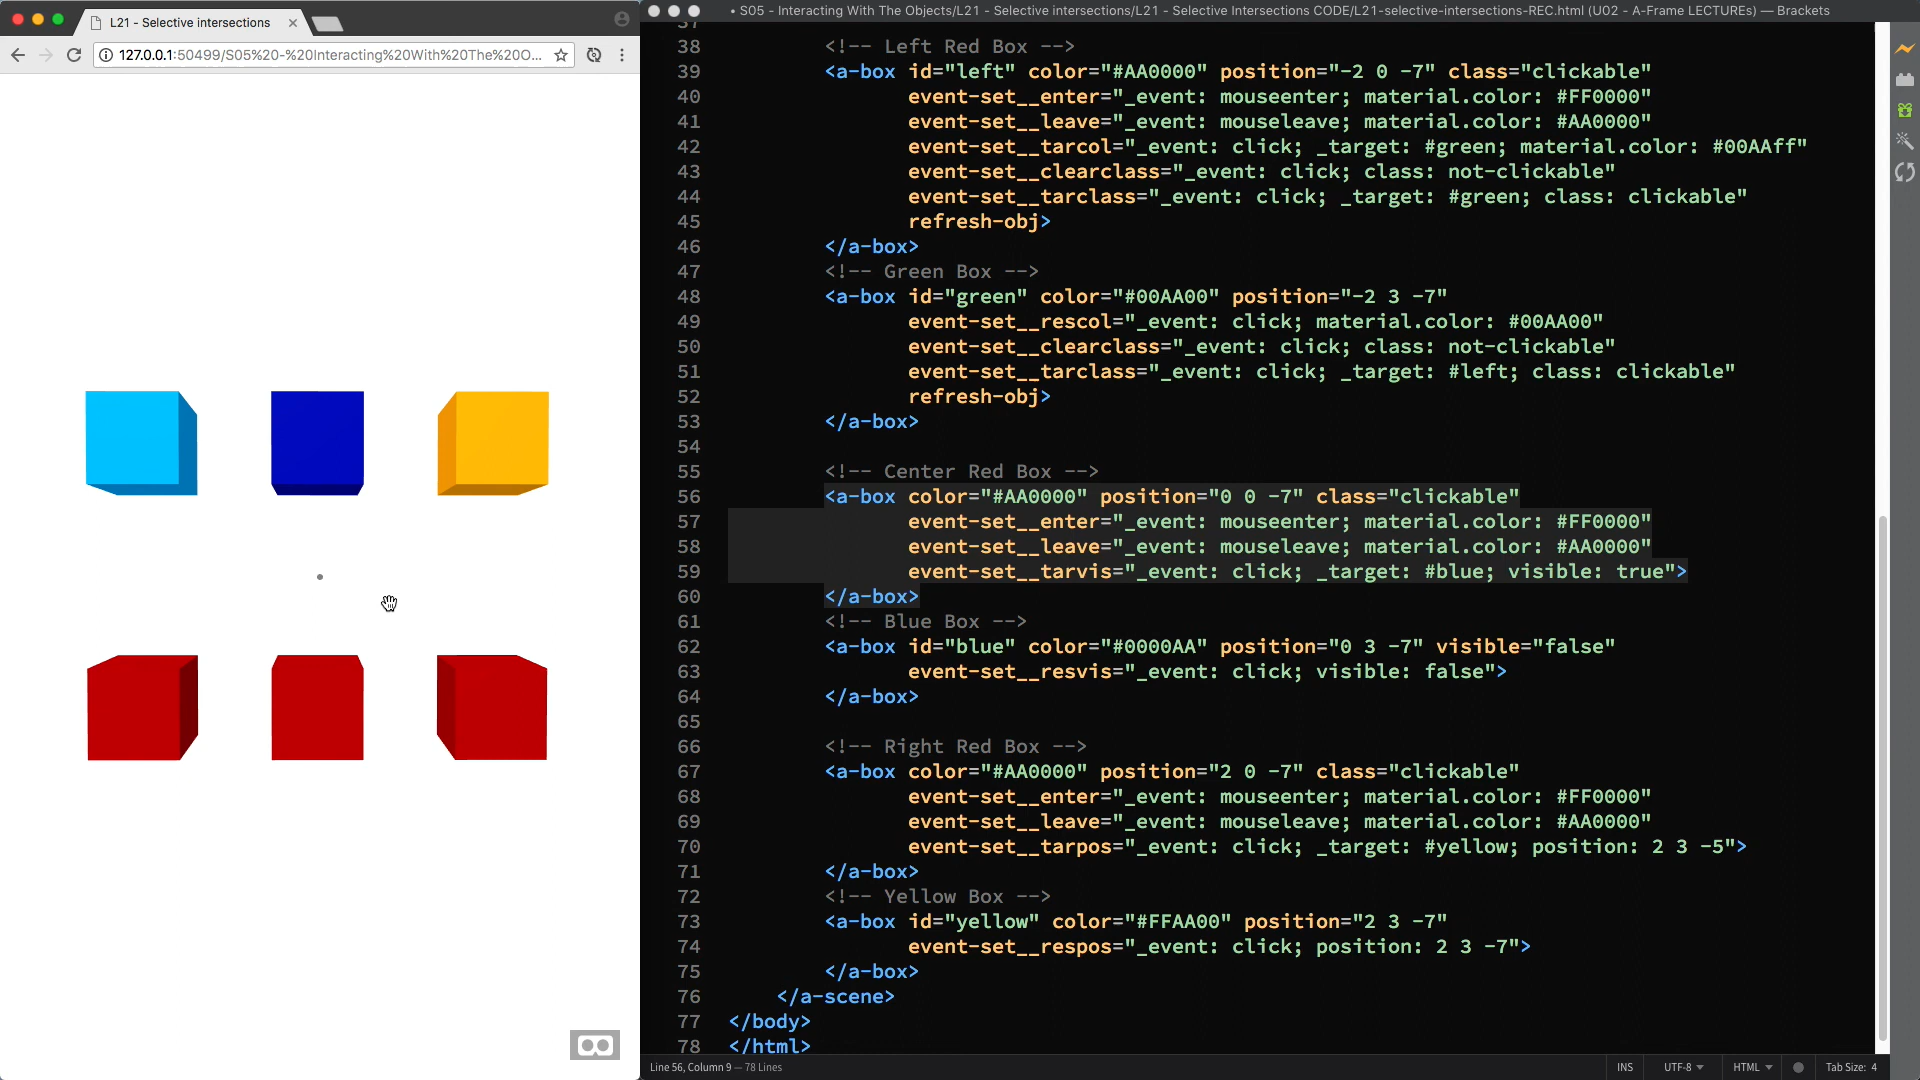 L21 - Selective intersections
127.0.0.1:50499/S05%20-%20Interacting%20With%20The%20O...
• S05 - Interacting With The Objects/L21 - Selective intersections/L21 - Selective Intersections CODE/L21-selective-intersections-REC.html (U02 - A-Frame LECTUREs) — Brackets
37
38 <!-- Left Red Box -->
39 <a-box id="left" color="#AA0000" position="-2 0 -7" class="clickable"
40 event-set__enter="_event: mouseenter; material.color: #FF0000"
41 event-set__leave="_event: mouseleave; material.color: #AA0000"
42 event-set__tarcol="_event: click; _target: #green; material.color: #00AAff"
43 event-set__clearclass="_event: click; class: not-clickable"
44 event-set__tarclass="_event: click; _target: #green; class: clickable"
45 refresh-obj>
46 </a-box>
47 <!-- Green Box -->
48 <a-box id="green" color="#00AA00" position="-2 3 -7"
49 event-set__rescol="_event: click; material.color: #00AA00"
50 event-set__clearclass="_event: click; class: not-clickable"
51 event-set__tarclass="_event: click; _target: #left; class: clickable"
52 refresh-obj>
53 </a-box>
54
55 <!-- Center Red Box -->
56 <a-box color="#AA0000" position="0 0 -7" class="clickable"
57 event-set__enter="_event: mouseenter; material.color: #FF0000"
58 event-set__leave="_event: mouseleave; material.color: #AA0000"
59 event-set__tarvis="_event: click; _target: #blue; visible: true">
60 </a-box>
61 <!-- Blue Box -->
62 <a-box id="blue" color="#0000AA" position="0 3 -7" visible="false"
63 event-set__resvis="_event: click; visible: false">
64 </a-box>
65
66 <!-- Right Red Box -->
67 <a-box color="#AA0000" position="2 0 -7" class="clickable"
68 event-set__enter="_event: mouseenter; material.color: #FF0000"
69 event-set__leave="_event: mouseleave; material.color: #AA0000"
70 event-set__tarpos="_event: click; _target: #yellow; position: 2 3 -5">
71 </a-box>
72 <!-- Yellow Box -->
73 <a-box id="yellow" color="#FFAA00" position="2 3 -7"
74 event-set__respos="_event: click; position: 2 3 -7">
75 </a-box>
76 </a-scene>
77 </body>
78 </html>
Line 56, Column 9 — 78 Lines
INS UTF-8 HTML Tab Size: 4